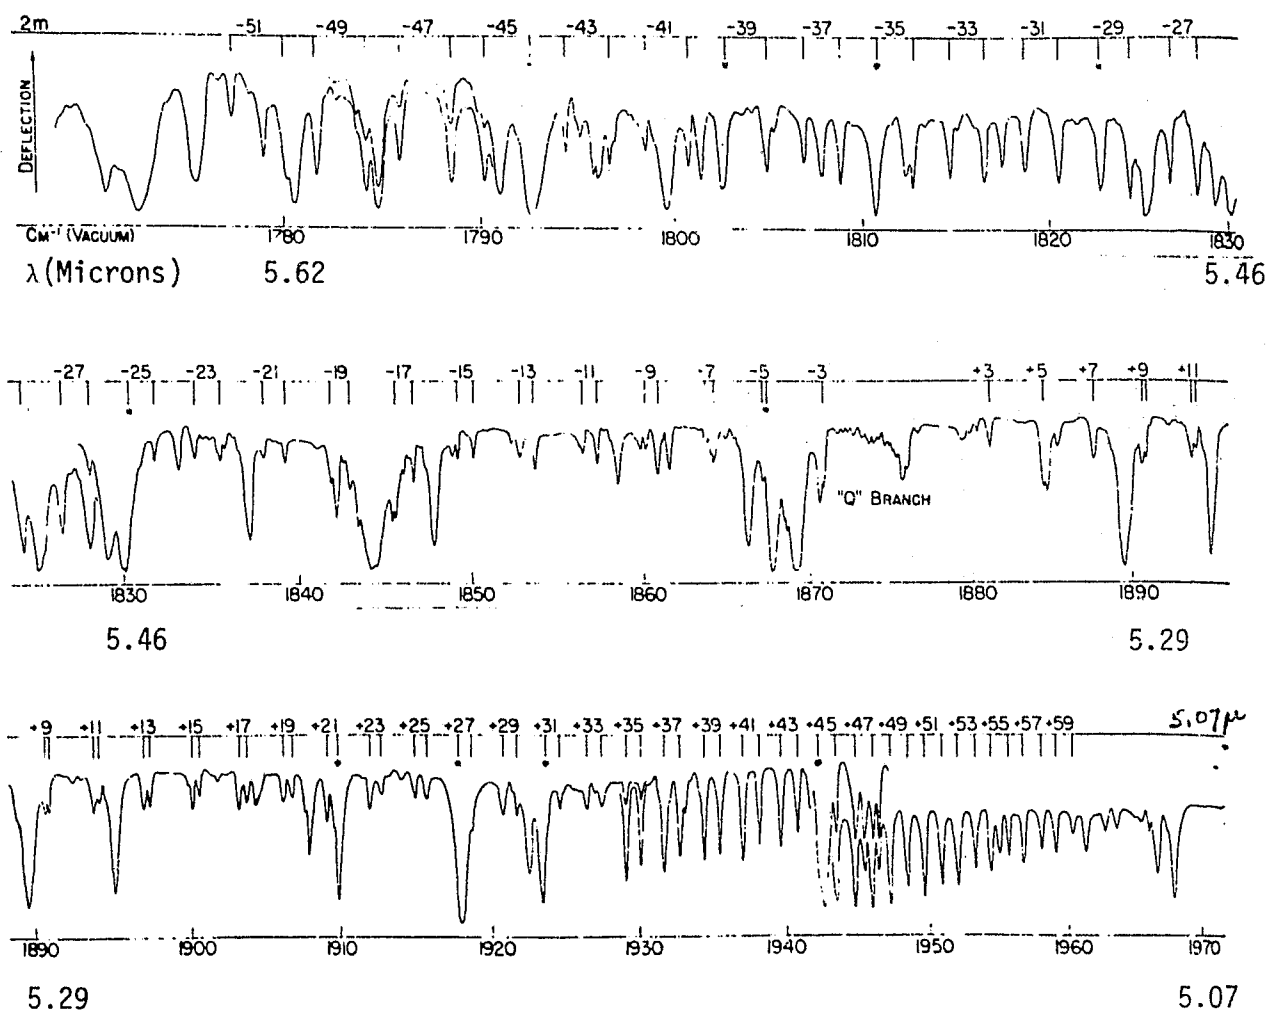 2m -51 -49 -47 -45 -43 -41 -39 -37 -35 -33 -31 -29 -27
DEFLECTION
CM⁻¹ (VACUUM) 1780 1790 1800 1810 1820 1830
λ(Microns) 5.62 5.46
-27 -25 -23 -21 -19 -17 -15 -13 -11 -9 -7 -5 -3 +3 +5 +7 +9 +11
"Q" BRANCH
1830 1840 1850 1860 1870 1880 1890
5.46 5.29
+9 +11 +13 +15 +17 +19 +21 +23 +25 +27 +29 +31 +33 +35 +37 +39 +41 +43 +45 +47 +49 +51 +53 +55 +57 +59 5.07μ
1890 1900 1910 1920 1930 1940 1950 1960 1970
5.29 5.07